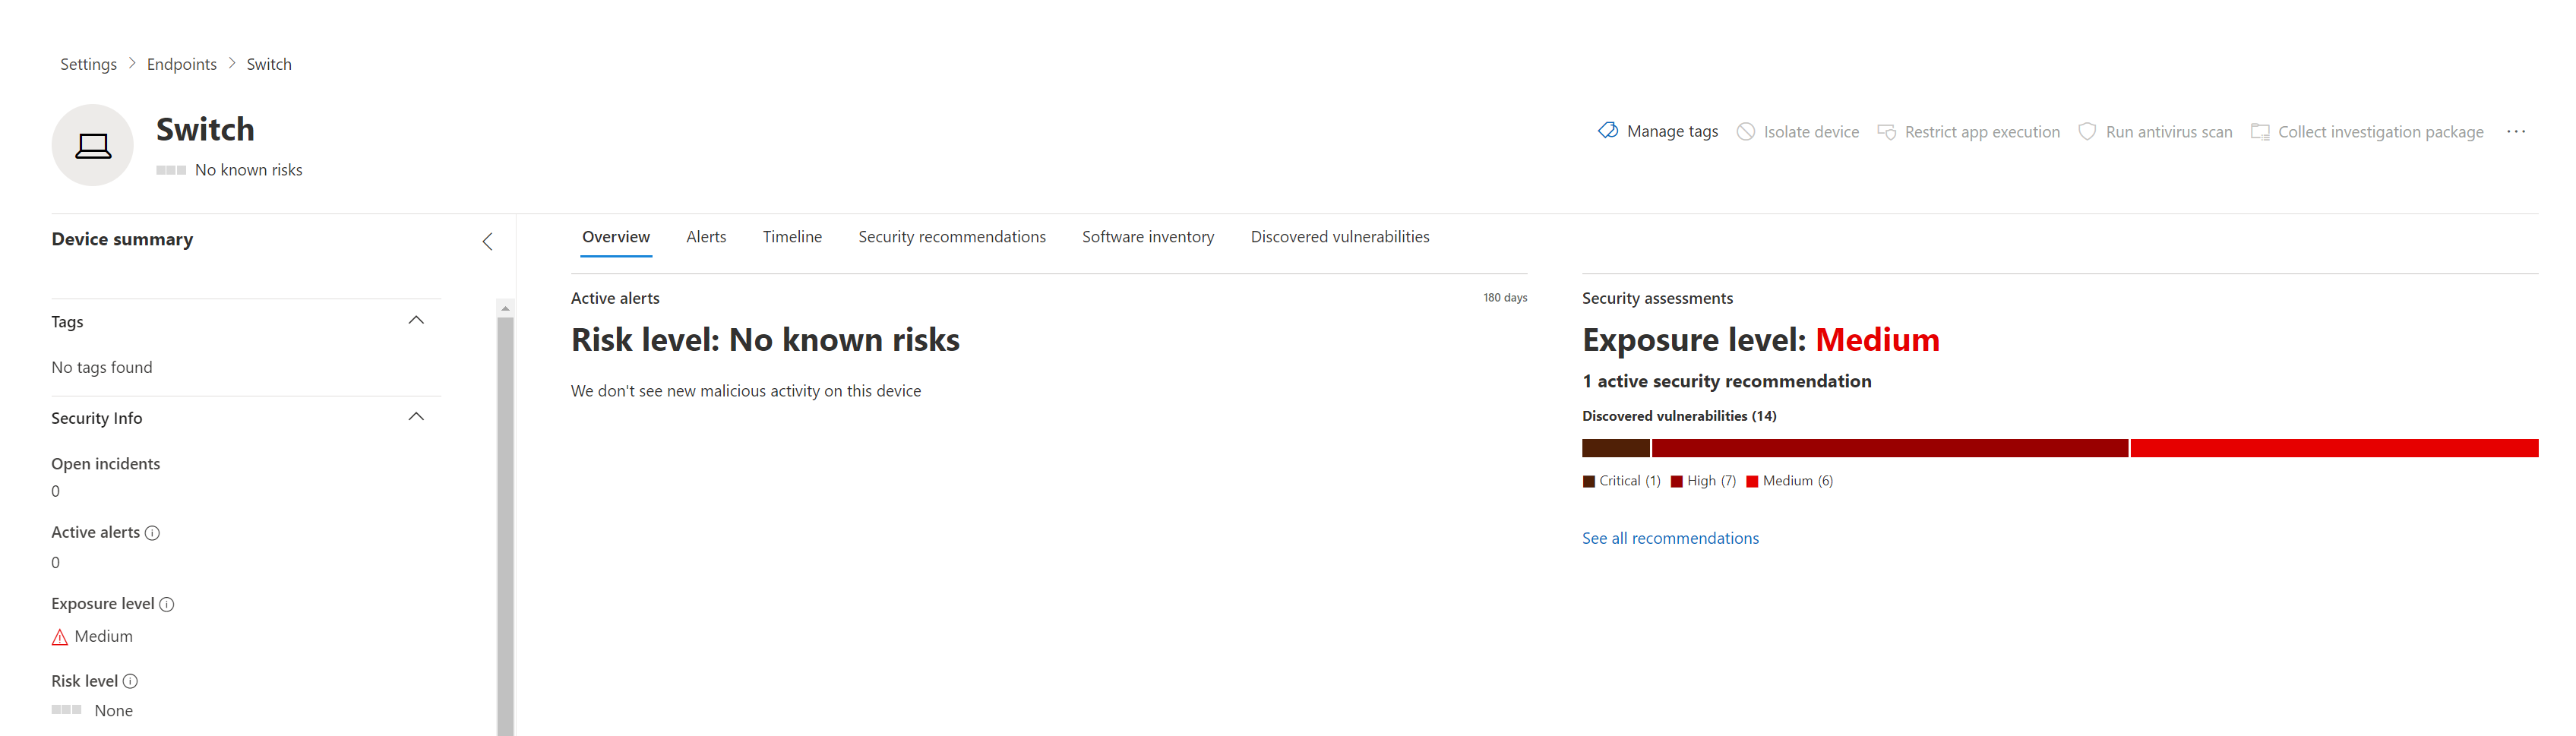 Settings > Endpoints > Switch
Switch
No known risks
Manage tags Isolate device Restrict app execution Run antivirus scan Collect investigation package ...
Device summary
Tags
No tags found
Security Info
Open incidents
0
Active alerts
0
Exposure level
Medium
Risk level
None
Overview Alerts Timeline Security recommendations Software inventory Discovered vulnerabilities
Active alerts 180 days
Risk level: No known risks
We don't see new malicious activity on this device
Security assessments
Exposure level: Medium
1 active security recommendation
Discovered vulnerabilities (14)
Critical (1) High (7) Medium (6)
See all recommendations